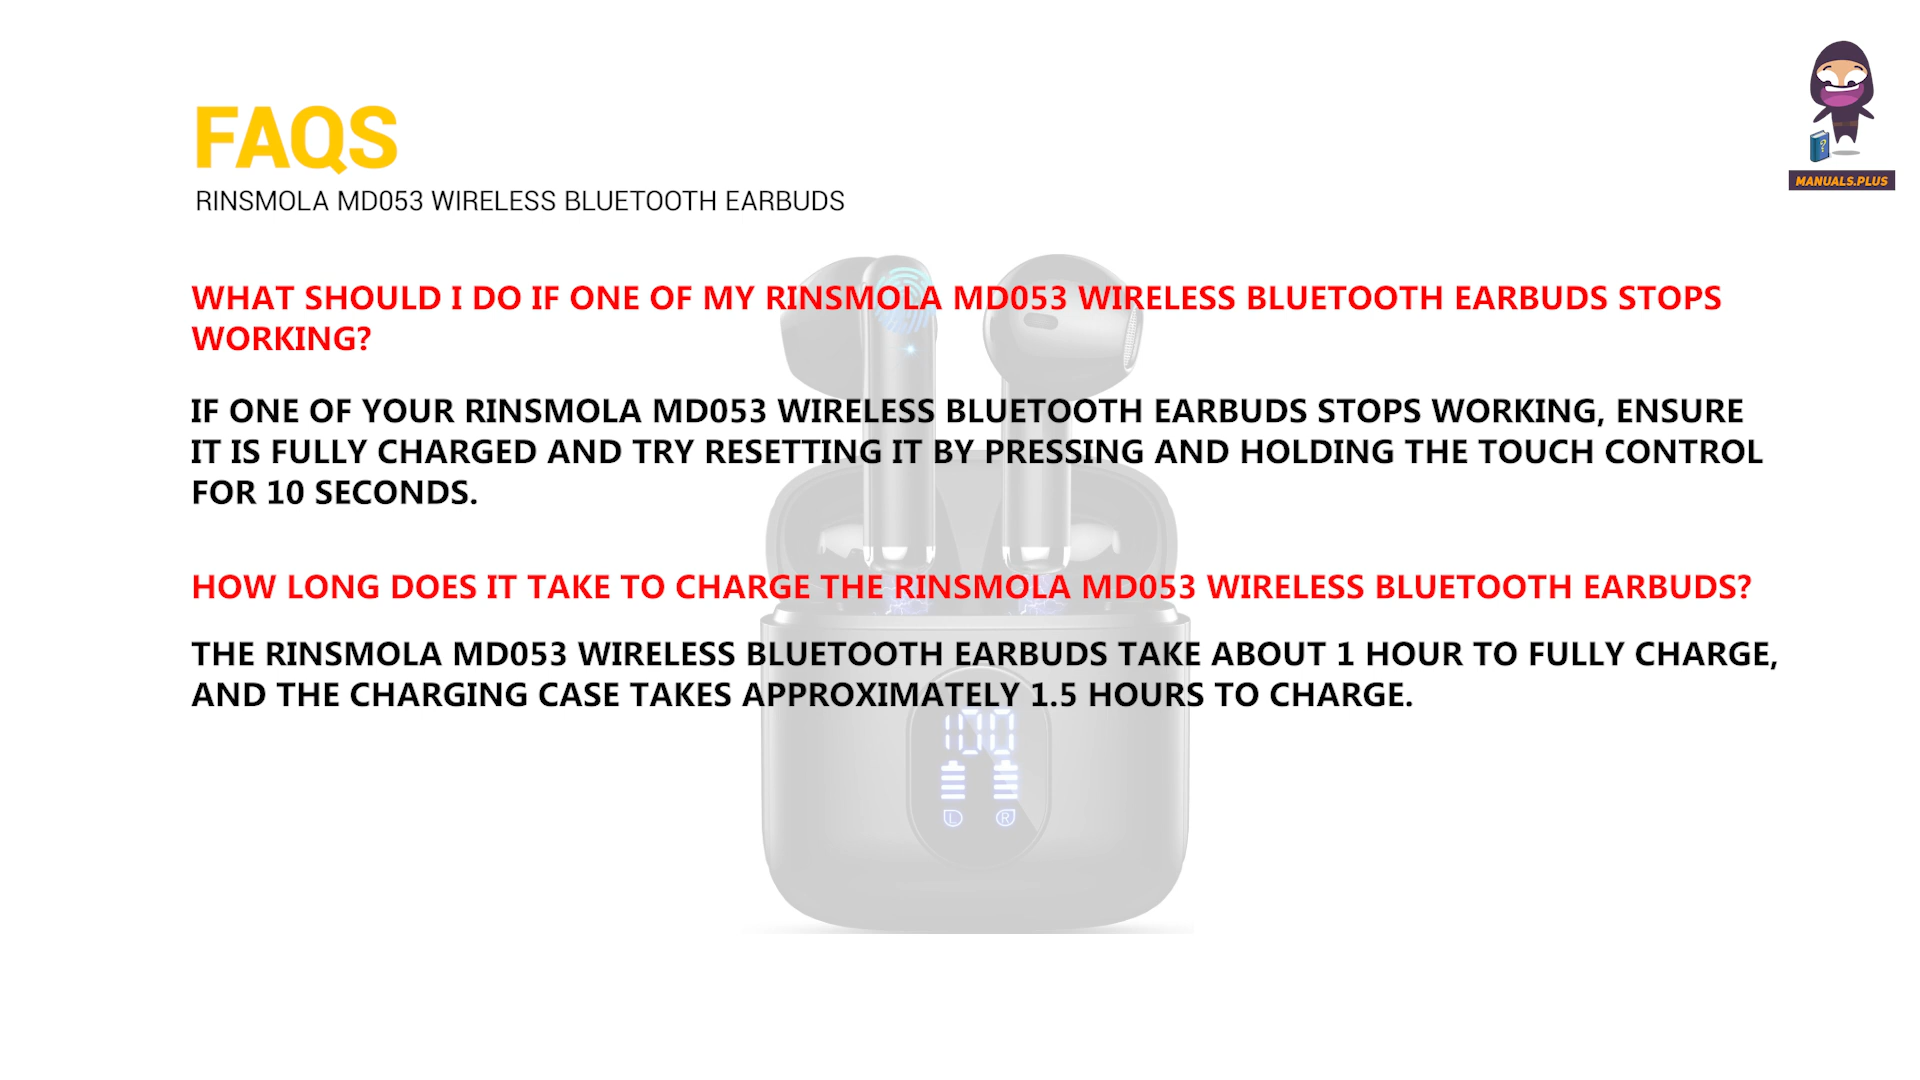 FAQS
RINSMOLA MD053 WIRELESS BLUETOOTH EARBUDS
MANUALS.PLUS
WHAT SHOULD I DO IF ONE OF MY RINSMOLA MD053 WIRELESS BLUETOOTH EARBUDS STOPS
WORKING?
IF ONE OF YOUR RINSMOLA MD053 WIRELESS BLUETOOTH EARBUDS STOPS WORKING, ENSURE
IT IS FULLY CHARGED AND TRY RESETTING IT BY PRESSING AND HOLDING THE TOUCH CONTROL
FOR 10 SECONDS.
HOW LONG DOES IT TAKE TO CHARGE THE RINSMOLA MD053 WIRELESS BLUETOOTH EARBUDS?
THE RINSMOLA MD053 WIRELESS BLUETOOTH EARBUDS TAKE ABOUT 1 HOUR TO FULLY CHARGE,
AND THE CHARGING CASE TAKES APPROXIMATELY 1.5 HOURS TO CHARGE.
100
L R